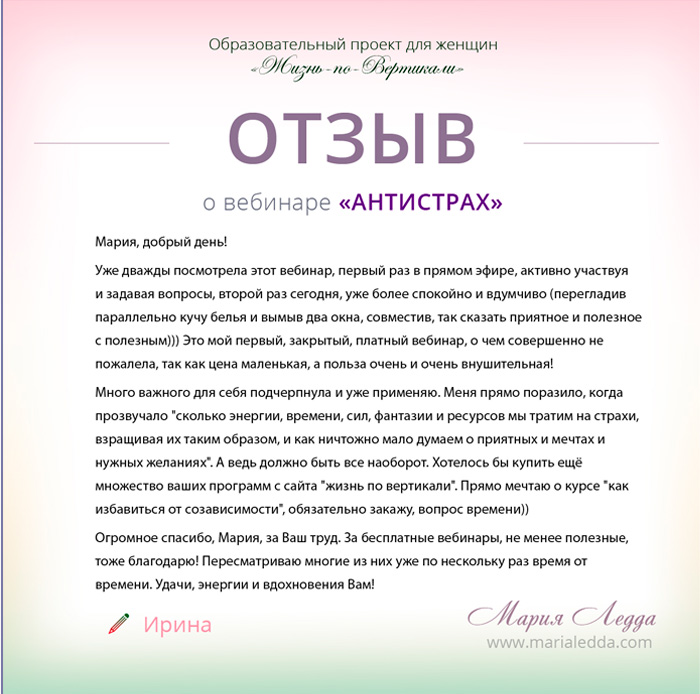 Образовательный проект для женщин
«Жизнь-по-Вертикали»
ОТЗЫВ
о вебинаре «АНТИСТРАХ»
Мария, добрый день!
Уже дважды посмотрела этот вебинар, первый раз в прямом эфире, активно участвуя
и задавая вопросы, второй раз сегодня, уже более спокойно и вдумчиво (перегладив
параллельно кучу белья и вымыв два окна, совместив, так сказать приятное и полезное
с полезным))) Это мой первый, закрытый, платный вебинар, о чем совершенно не
пожалела, так как цена маленькая, а польза очень и очень внушительная!
Много важного для себя подчерпнула и уже применяю. Меня прямо поразило, когда
прозвучало "сколько энергии, времени, сил, фантазии и ресурсов мы тратим на страхи,
взращивая их таким образом, и как ничтожно мало думаем о приятных и мечтах и
нужных желаниях". А ведь должно быть все наоборот. Хотелось бы купить ещё
множество ваших программ с сайта "жизнь по вертикали". Прямо мечтаю о курсе "как
избавиться от созависимости", обязательно закажу, вопрос времени))
Огромное спасибо, Мария, за Ваш труд. За бесплатные вебинары, не менее полезные,
тоже благодарю! Пересматриваю многие из них уже по нескольку раз время от
времени. Удачи, энергии и вдохновения Вам!
Ирина
Мария Ледда
www.marialedda.com